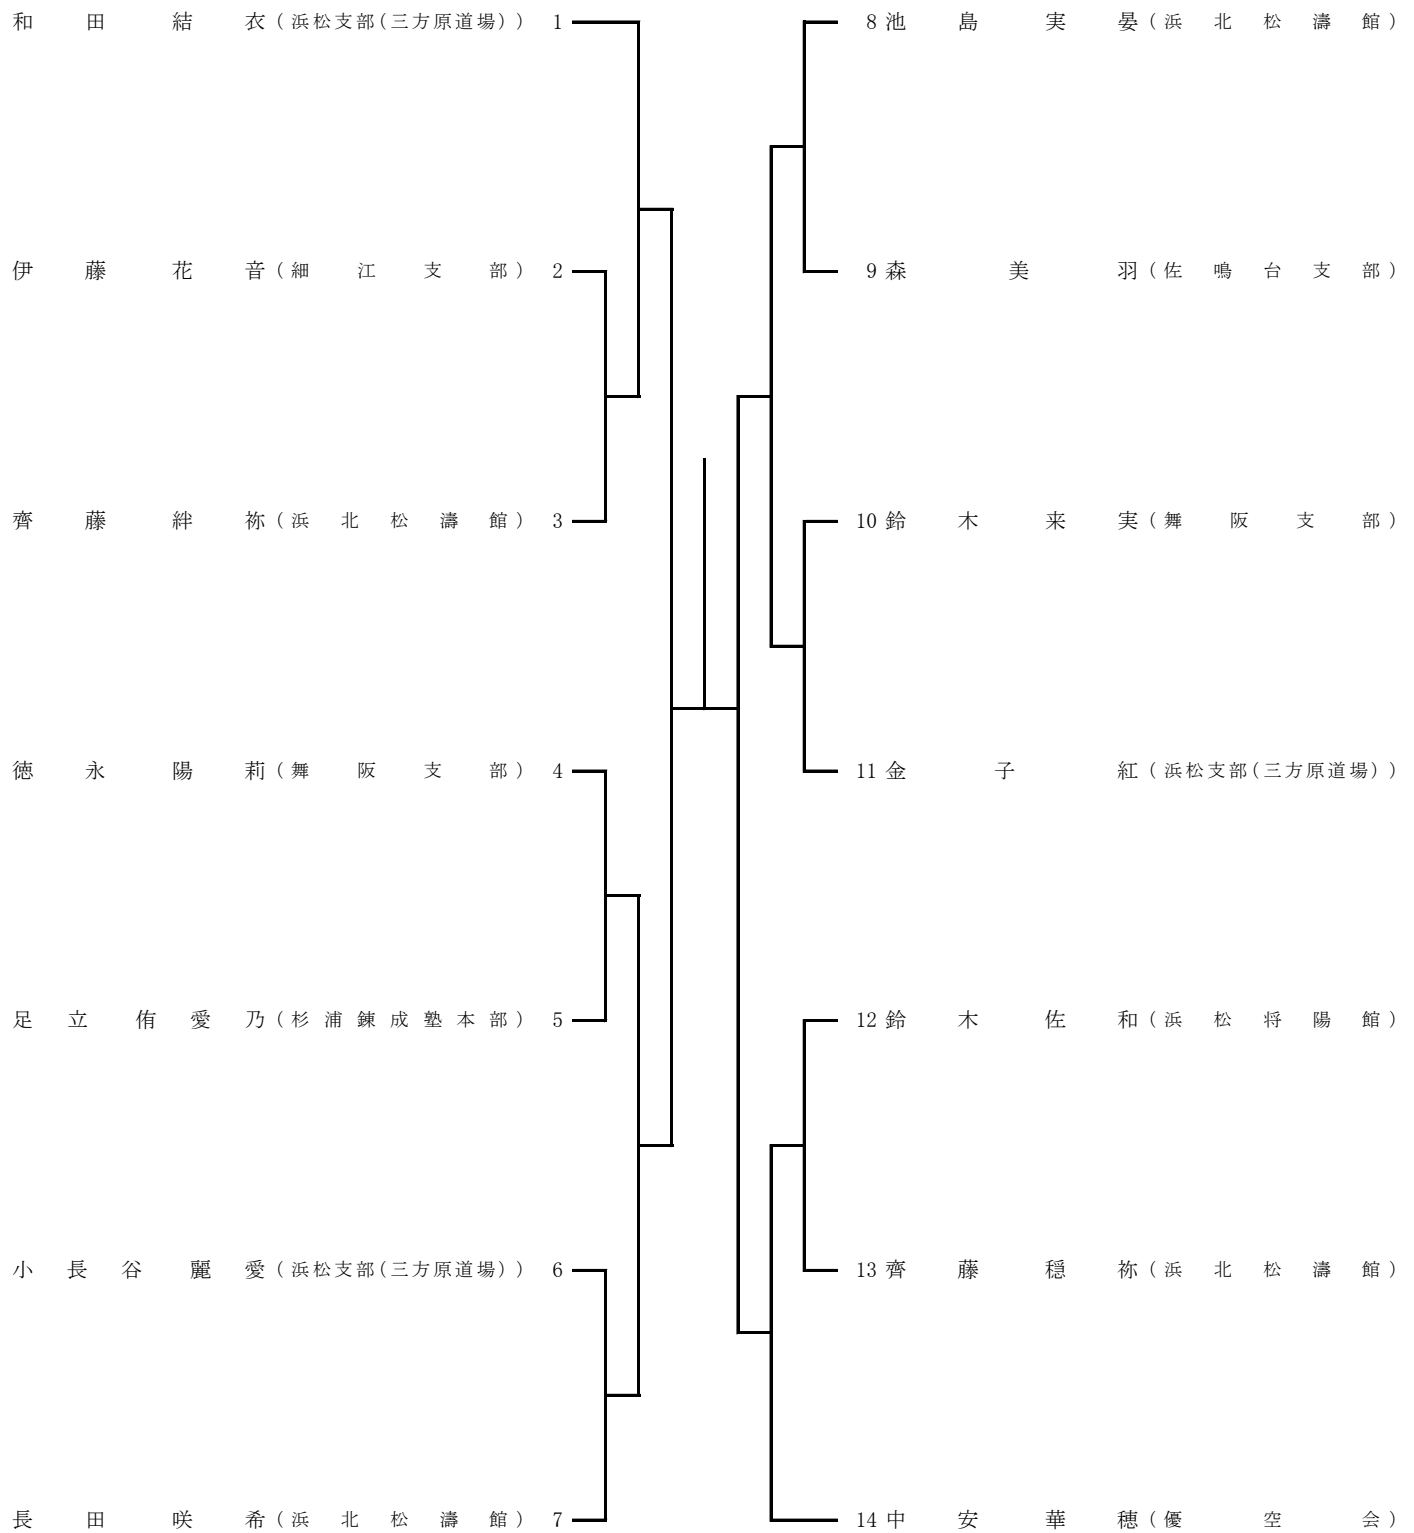 和田結衣(浜松支部(三方原道場)) 1
伊藤花音(細江支部) 2
齊藤絆祢(浜北松濤館) 3
徳永陽莉(舞阪支部) 4
足立侑愛乃(杉浦錬成塾本部) 5
小長谷麗愛(浜松支部(三方原道場)) 6
長田咲希(浜北松濤館) 7
8 池島実晏(浜北松濤館)
9 森美羽(佐鳴台支部)
10 鈴木来実(舞阪支部)
11 金子紅(浜松支部(三方原道場))
12 鈴木佐和(浜松将陽館)
13 齊藤穏祢(浜北松濤館)
14 中安華穂(優空会)